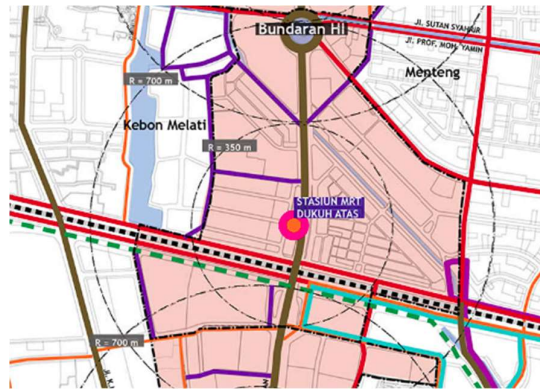 Bundaran HI
JL. SUTAN SYAHRIR
JL. PROF. MOH. YAMIN
R = 700 m
Menteng
Kebon Melati
R = 350 m
STASIUN MRT
DUKUH ATAS
R = 700 m